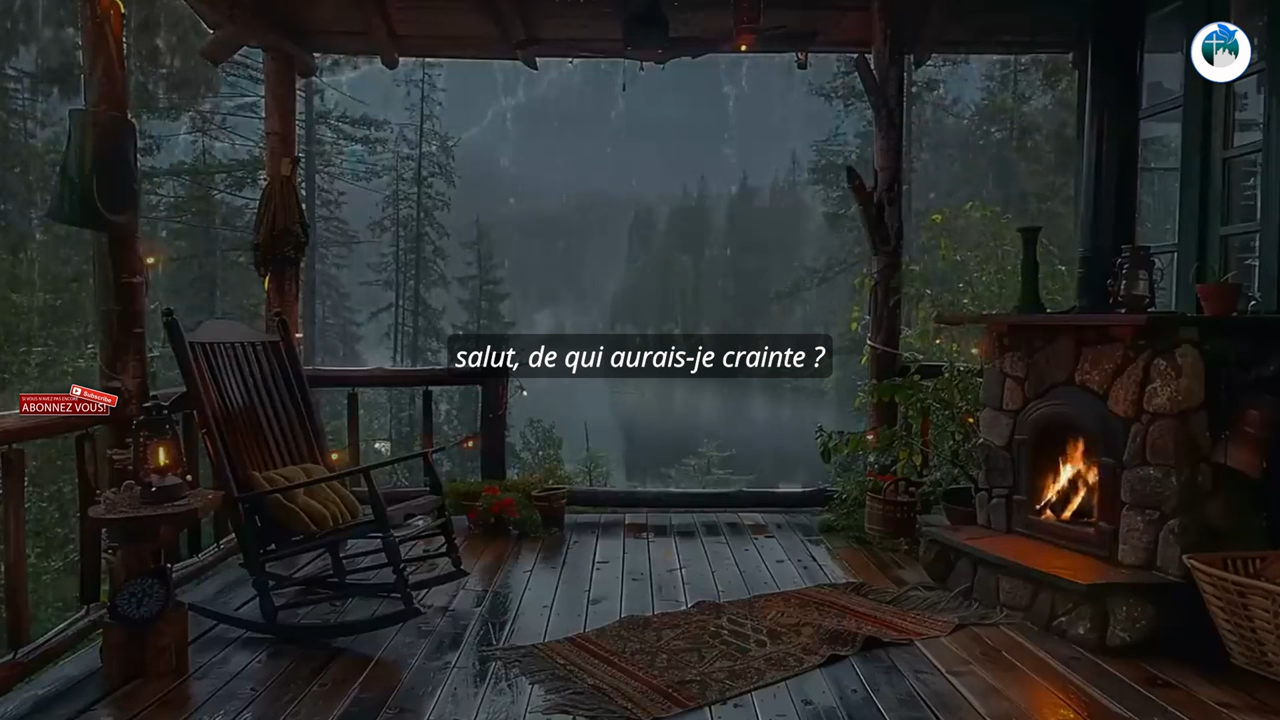 salut, de qui aurais-je crainte ?
Subscribe
SI VOUS N'AVEZ PAS ENCORE
ABONNEZ VOUS!